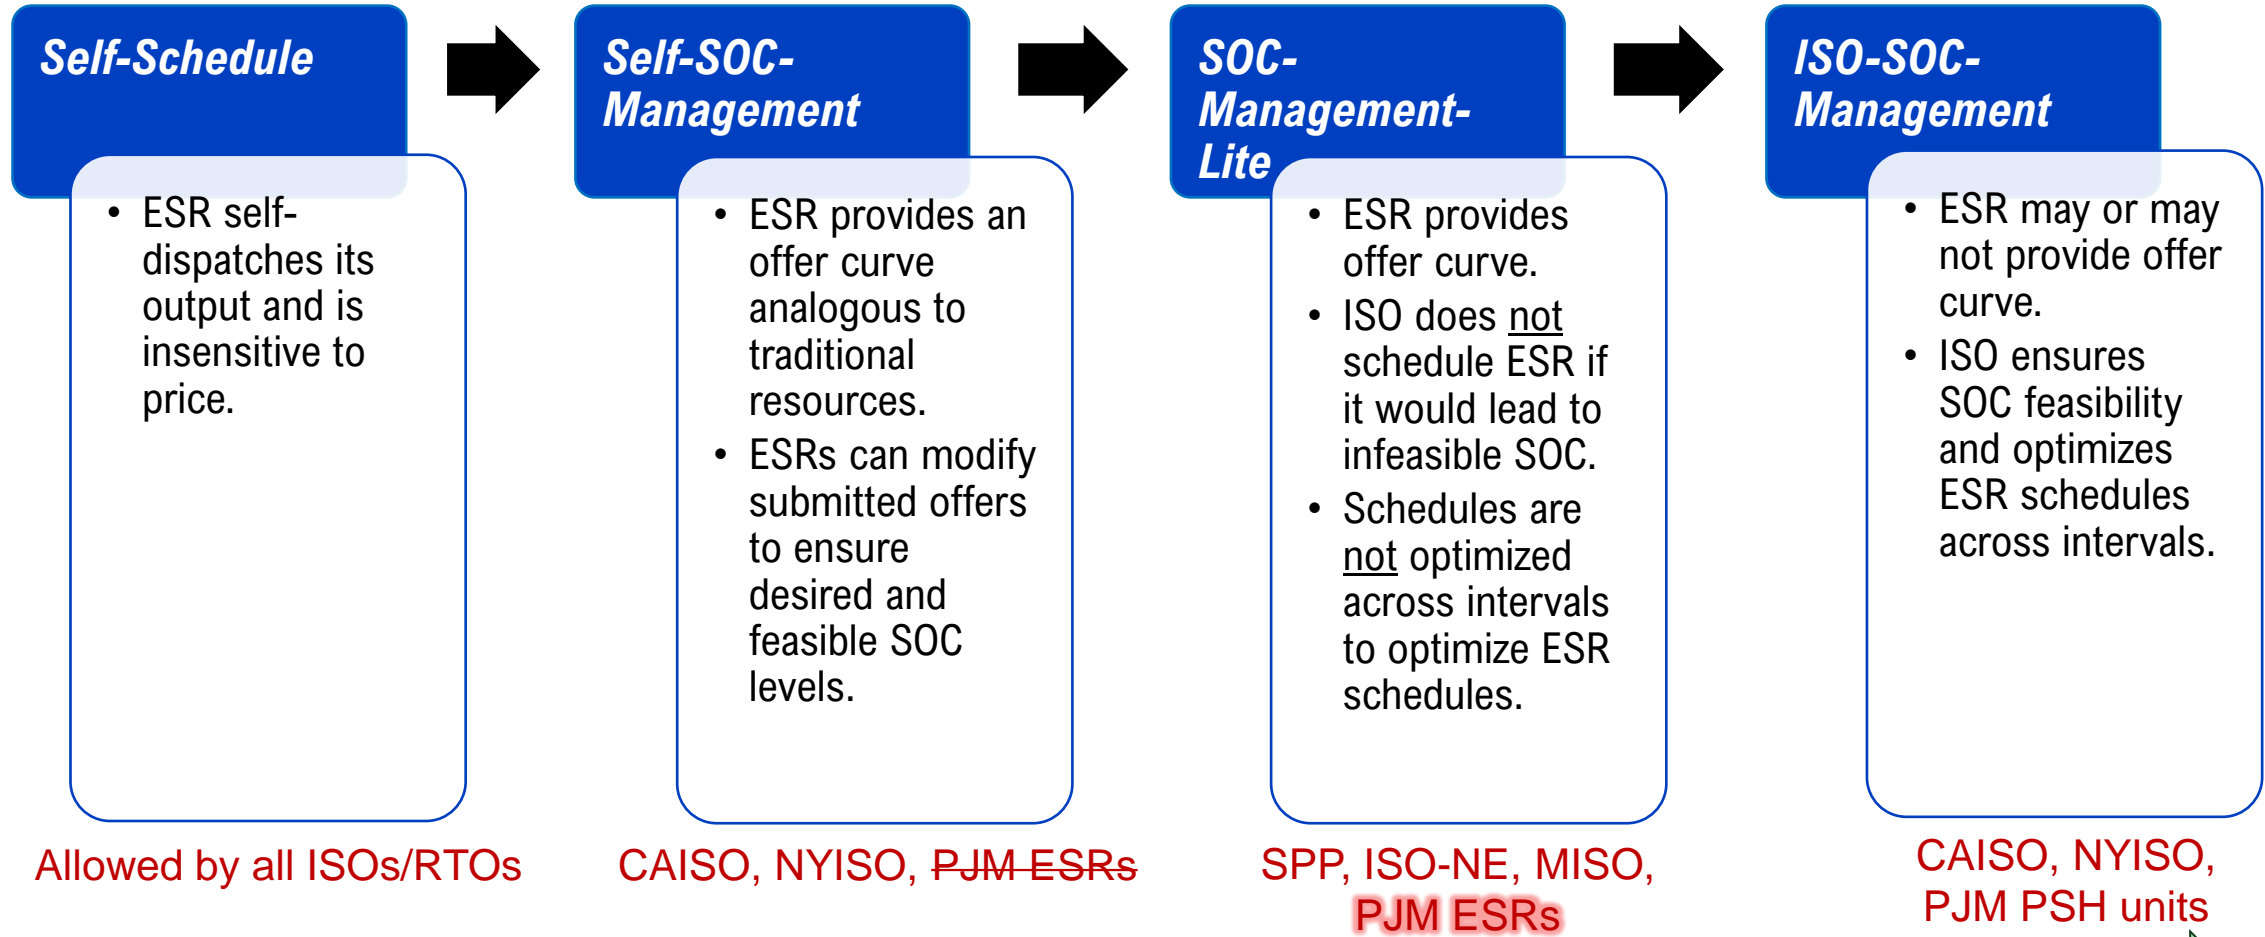 Self-Schedule
• ESR self-
dispatches its
output and is
insensitive to
price.
Allowed by all ISOs/RTOs
Self-SOC-
Management
• ESR provides an
offer curve
analogous to
traditional
resources.
• ESRs can modify
submitted offers
to ensure
desired and
feasible SOC
levels.
CAISO, NYISO, PJM ESRs
SOC-
Management-
Lite
• ESR provides
offer curve.
• ISO does not
schedule ESR if
it would lead to
infeasible SOC.
• Schedules are
not optimized
across intervals
to optimize ESR
schedules.
SPP, ISO-NE, MISO,
PJM ESRs
ISO-SOC-
Management
• ESR may or may
not provide offer
curve.
• ISO ensures
SOC feasibility
and optimizes
ESR schedules
across intervals.
CAISO, NYISO,
PJM PSH units